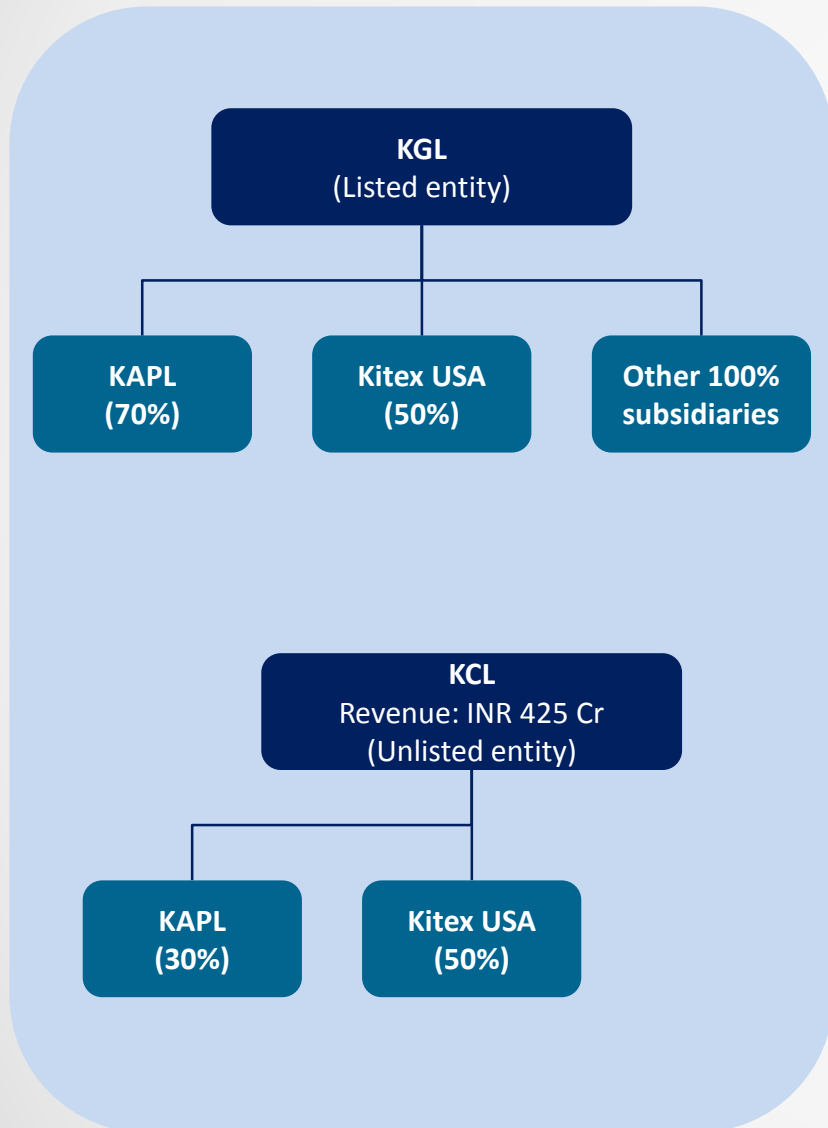 KGL
(Listed entity)
KAPL
(70%)
Kitex USA
(50%)
Other 100%
subsidiaries
KCL
Revenue: INR 425 Cr
(Unlisted entity)
KAPL
(30%)
Kitex USA
(50%)